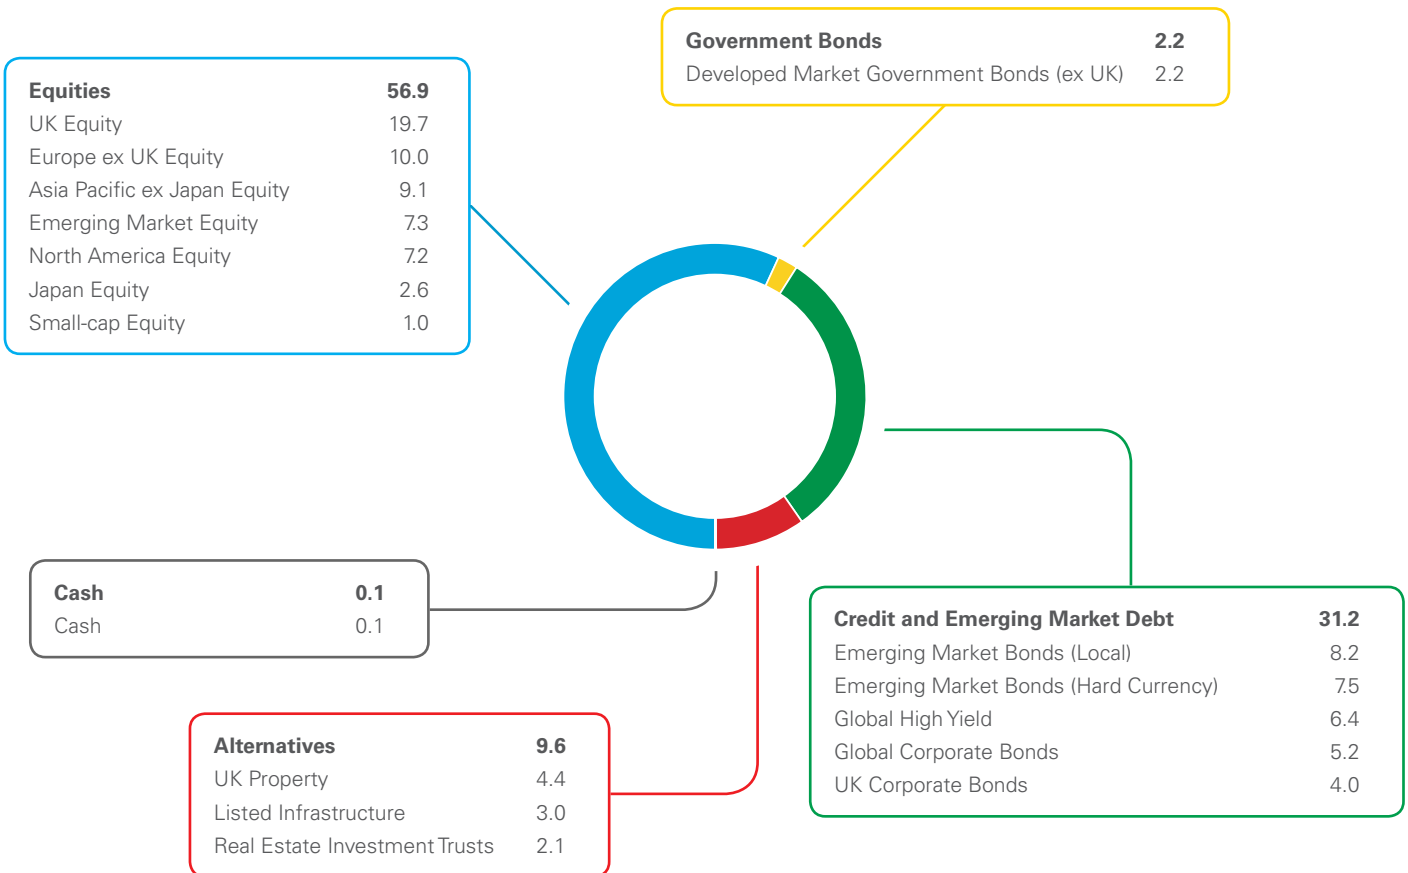 Government Bonds 2.2
Developed Market Government Bonds (ex UK) 2.2
Equities 56.9
UK Equity 19.7
Europe ex UK Equity 10.0
Asia Pacific ex Japan Equity 9.1
Emerging Market Equity 7.3
North America Equity 7.2
Japan Equity 2.6
Small-cap Equity 1.0
Cash 0.1
Cash 0.1
Credit and Emerging Market Debt 31.2
Emerging Market Bonds (Local) 8.2
Emerging Market Bonds (Hard Currency) 7.5
Global High Yield 6.4
Global Corporate Bonds 5.2
UK Corporate Bonds 4.0
Alternatives 9.6
UK Property 4.4
Listed Infrastructure 3.0
Real Estate Investment Trusts 2.1